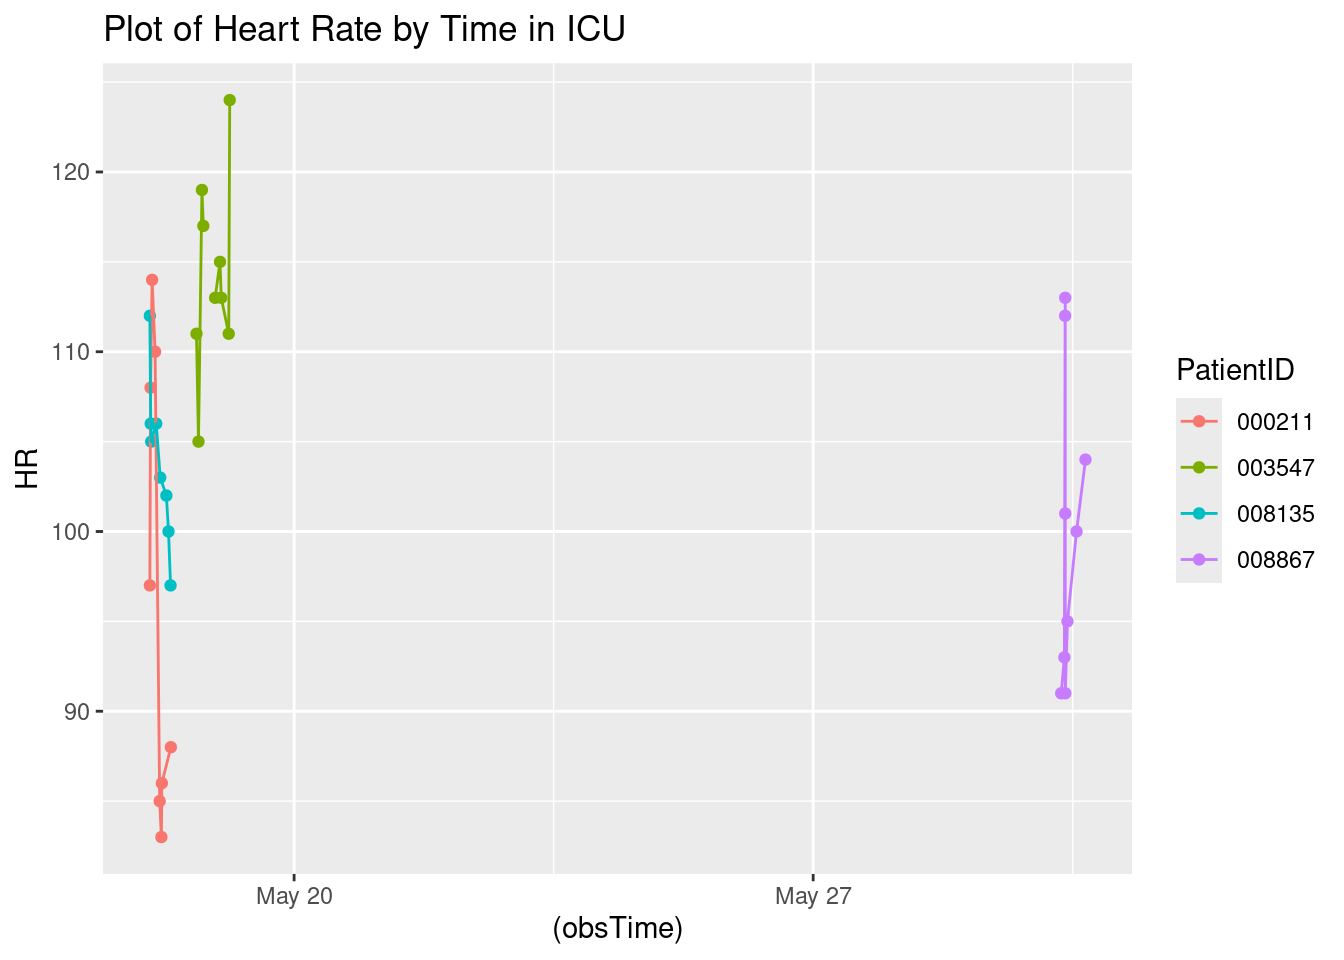 Plot of Heart Rate by Time in ICU
120
110
100
90
HR
May 20
May 27
(obsTime)
PatientID
000211
003547
008135
008867